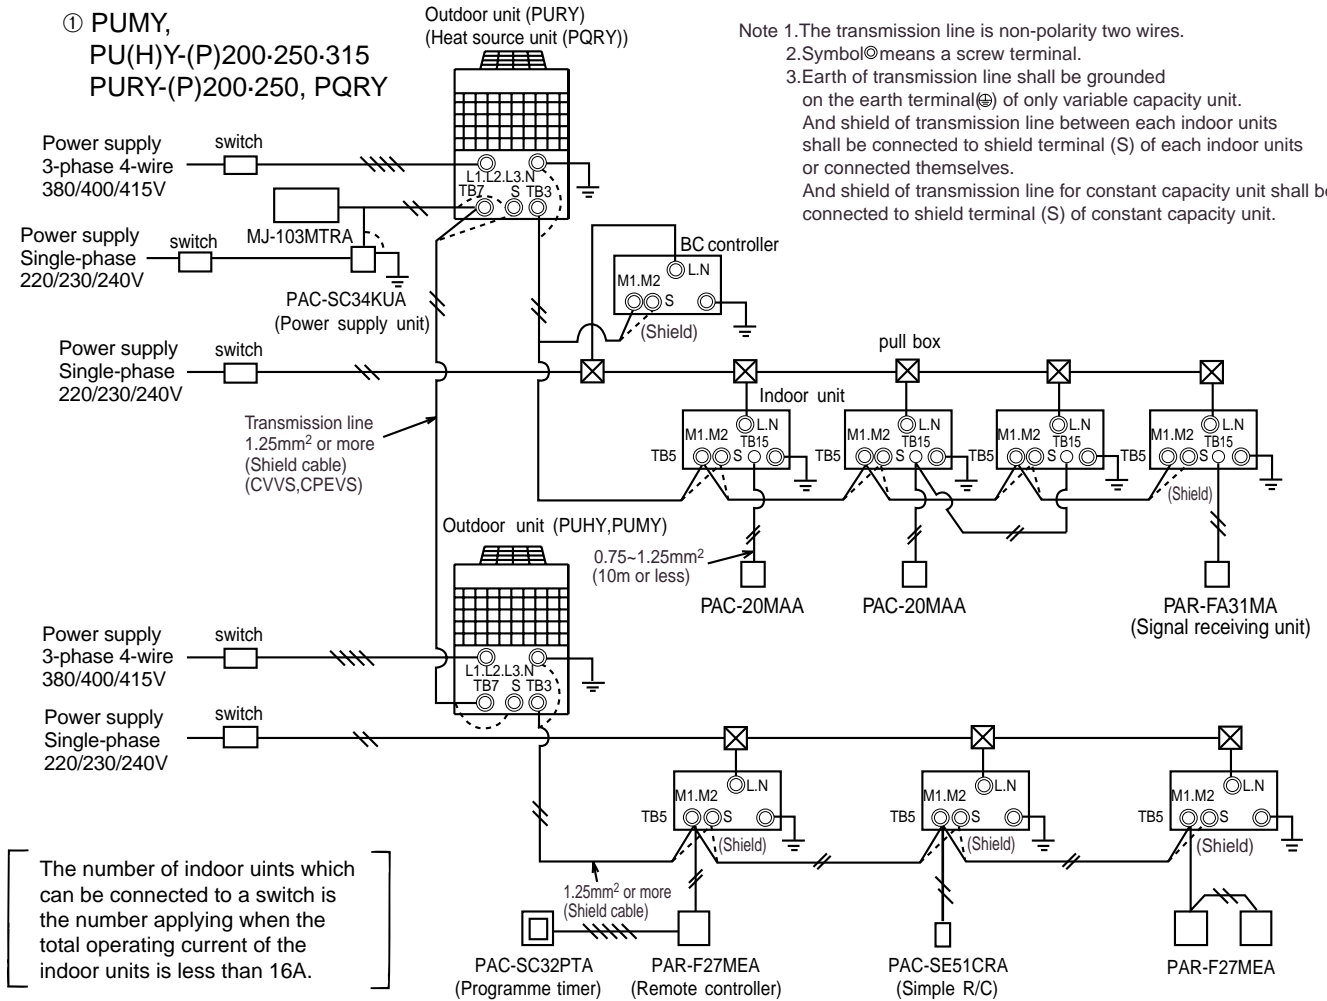 ① PUMY,
PU(H)Y-(P)200·250·315
PURY-(P)200·250, PQRY
Outdoor unit (PURY)
(Heat source unit (PQRY))
Note 1.The transmission line is non-polarity two wires.
2.Symbol◎means a screw terminal.
3.Earth of transmission line shall be grounded
on the earth terminal(⏚) of only variable capacity unit.
And shield of transmission line between each indoor units
shall be connected to shield terminal (S) of each indoor units
or connected themselves.
And shield of transmission line for constant capacity unit shall be
connected to shield terminal (S) of constant capacity unit.
Power supply
3-phase 4-wire
380/400/415V
switch
L1.L2.L3.N
TB7 S TB3
MJ-103MTRA
Power supply
Single-phase
220/230/240V
switch
PAC-SC34KUA
(Power supply unit)
BC controller
L.N
M1.M2
S
(Shield)
Power supply
Single-phase
220/230/240V
switch
pull box
Indoor unit
Transmission line
1.25mm² or more
(Shield cable)
(CVVS,CPEVS)
L.N
M1.M2
TB15
TB5
S
L.N
M1.M2
TB15
TB5
S
L.N
M1.M2
TB15
TB5
S
L.N
M1.M2
TB15
TB5
S
(Shield)
Outdoor unit (PUHY,PUMY)
0.75~1.25mm²
(10m or less)
PAC-20MAA
PAC-20MAA
PAR-FA31MA
(Signal receiving unit)
Power supply
3-phase 4-wire
380/400/415V
switch
L1.L2.L3.N
TB7 S TB3
Power supply
Single-phase
220/230/240V
switch
L.N
M1.M2
TB5
S
(Shield)
L.N
M1.M2
TB5
S
(Shield)
L.N
M1.M2
TB5
S
(Shield)
The number of indoor uints which
can be connected to a switch is
the number applying when the
total operating current of the
indoor units is less than 16A.
1.25mm² or more
(Shield cable)
PAC-SC32PTA
(Programme timer)
PAR-F27MEA
(Remote controller)
PAC-SE51CRA
(Simple R/C)
PAR-F27MEA